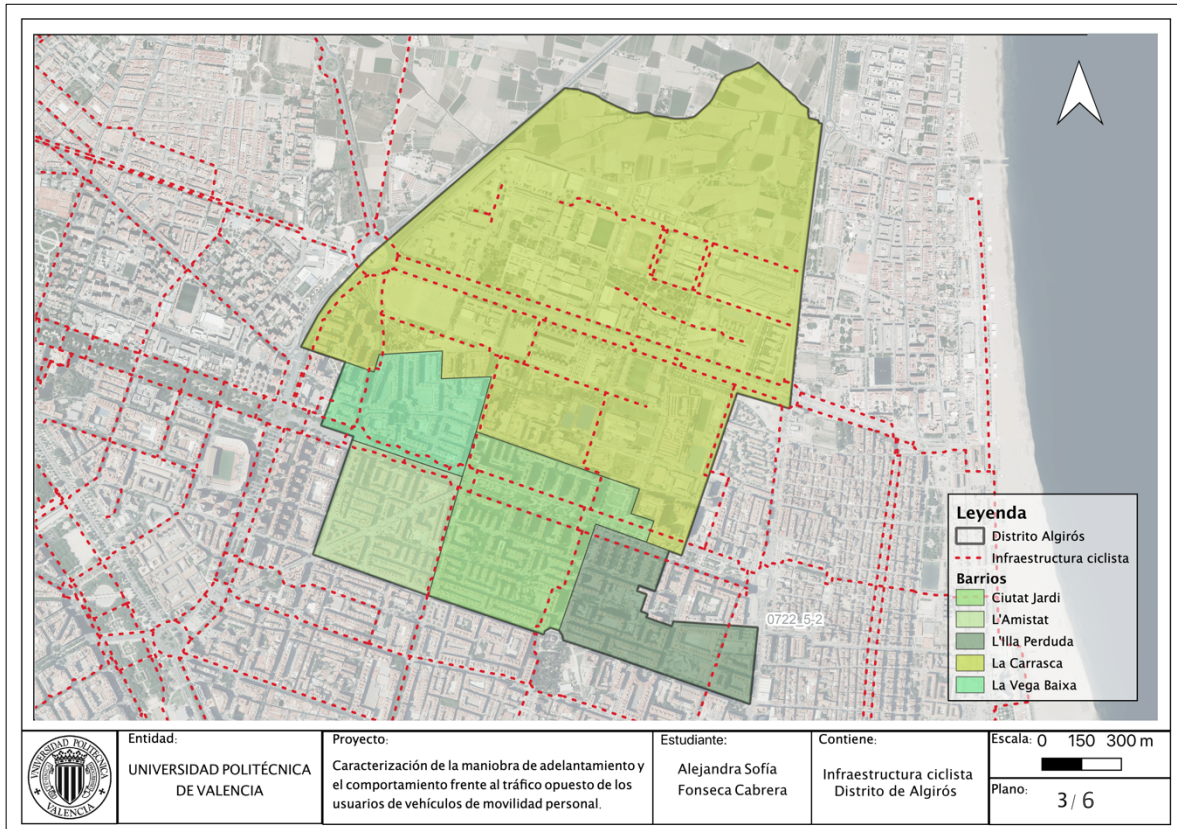 0722_5-2
Leyenda
Distrito Algirós
Infraestructura ciclista
Barrios
Ciutat Jardi
L'Amistat
L'Illa Perduda
La Carrasca
La Vega Baixa
UNIVERSIDAD POLITÉCNICA
DE VALENCIA
Entidad:
UNIVERSIDAD POLITÉCNICA
DE VALENCIA
Proyecto:
Caracterización de la maniobra de adelantamiento y
el comportamiento frente al tráfico opuesto de los
usuarios de vehículos de movilidad personal.
Estudiante:
Alejandra Sofía
Fonseca Cabrera
Contiene:
Infraestructura ciclista
Distrito de Algirós
Escala: 0 150 300 m
Plano: 3/6